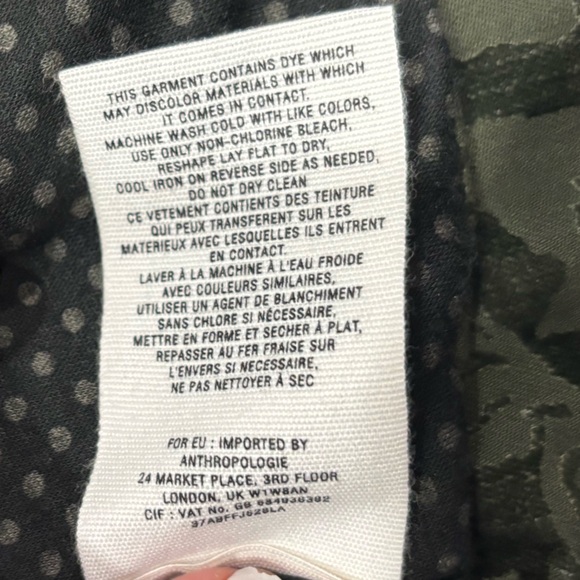 THIS GARMENT CONTAINS DYE WHICH
MAY DISCOLOR MATERIALS WITH WHICH
IT COMES IN CONTACT.
MACHINE WASH COLD WITH LIKE COLORS,
USE ONLY NON-CHLORINE BLEACH,
RESHAPE LAY FLAT TO DRY,
COOL IRON ON REVERSE SIDE AS NEEDED,
DO NOT DRY CLEAN
CE VETEMENT CONTIENTS DES TEINTURE
QUI PEUX TRANSFERENT SUR LES
MATERIEUX AVEC LESQUELLES ILS ENTRENT
EN CONTACT.
LAVER À LA MACHINE À L'EAU FROIDE
AVEC COULEURS SIMILAIRES,
UTILISER UN AGENT DE BLANCHIMENT
SANS CHLORE SI NÉCESSAIRE,
METTRE EN FORME ET SECHER À PLAT,
REPASSER AU FER FRAISE SUR
L'ENVERS SI NECESSAIRE,
NE PAS NETTOYER À SEC
FOR EU : IMPORTED BY
ANTHROPOLOGIE
24 MARKET PLACE, 3RD FLOOR
LONDON, UK W1W8AN
CIF : VAT No. GB